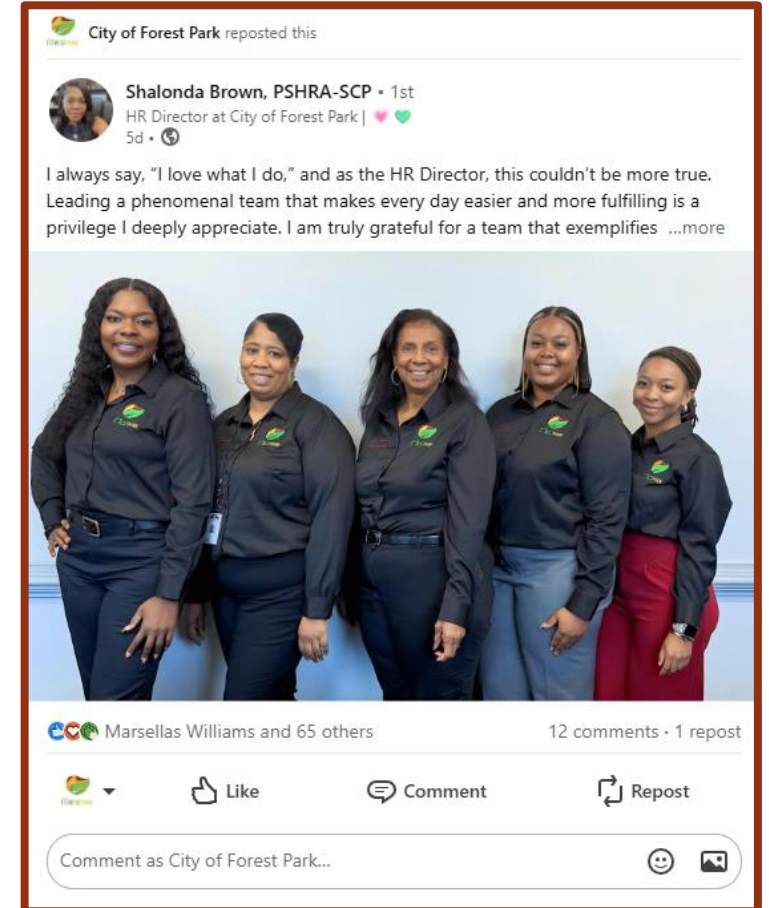 City of Forest Park reposted this
Shalonda Brown, PSHRA-SCP • 1st
HR Director at City of Forest Park |
5d •
I always say, “I love what I do,” and as the HR Director, this couldn’t be more true.
Leading a phenomenal team that makes every day easier and more fulfilling is a
privilege I deeply appreciate. I am truly grateful for a team that exemplifies ...more
Marsellas Williams and 65 others
12 comments • 1 repost
Like
Comment
Repost
Comment as City of Forest Park...